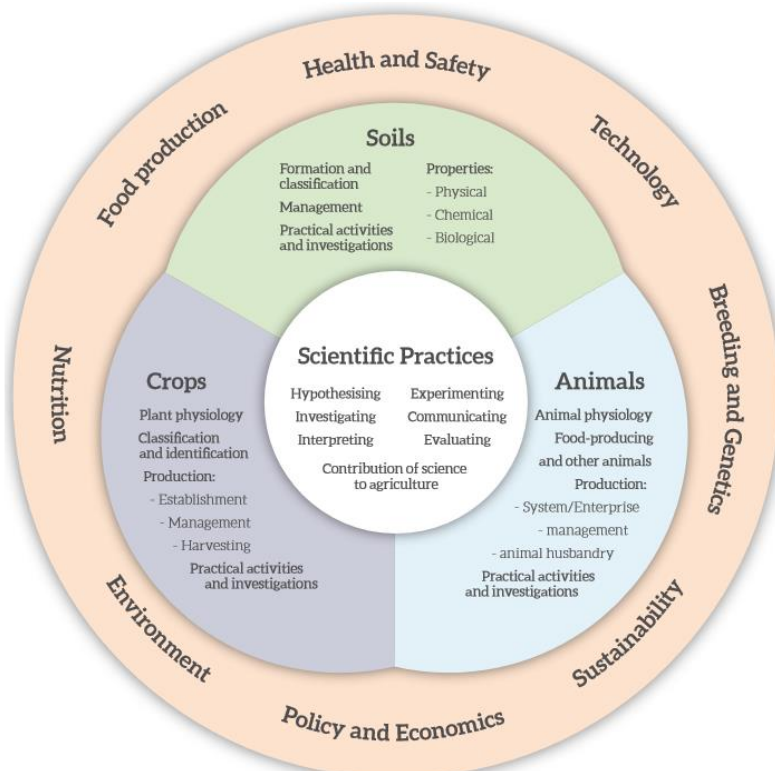 Health and Safety
Technology
Breeding and Genetics
Sustainability
Policy and Economics
Environment
Nutrition
Food production
Soils
Formation and
classification
Management
Practical activities
and investigations
Properties:
- Physical
- Chemical
- Biological
Scientific Practices
Hypothesising
Investigating
Interpreting
Experimenting
Communicating
Evaluating
Contribution of science
to agriculture
Crops
Plant physiology
Classification
and identification
Production:
- Establishment
- Management
- Harvesting
Practical activities
and investigations
Animals
Animal physiology
Food-producing
and other animals
Production:
- System/Enterprise
- management
- animal husbandry
Practical activities
and investigations